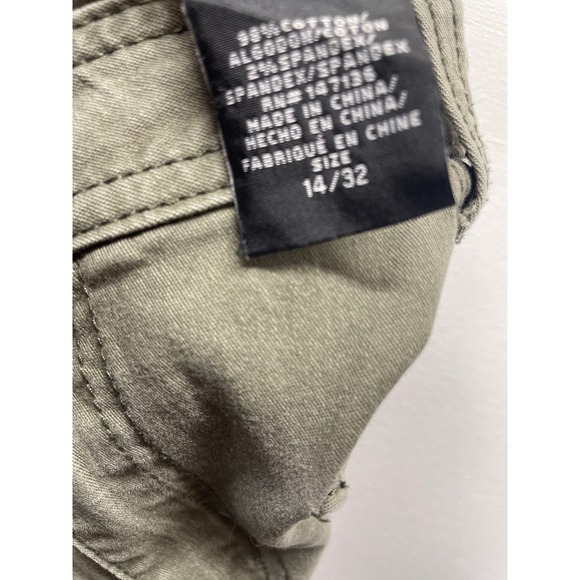 98% COTTON/
ALGODON/COTON
2% SPANDEX/
SPANDEX/SPANDEX
RN# 147136
MADE IN CHINA/
HECHO EN CHINA/
FABRIQUÉ EN CHINE
SIZE
14/32